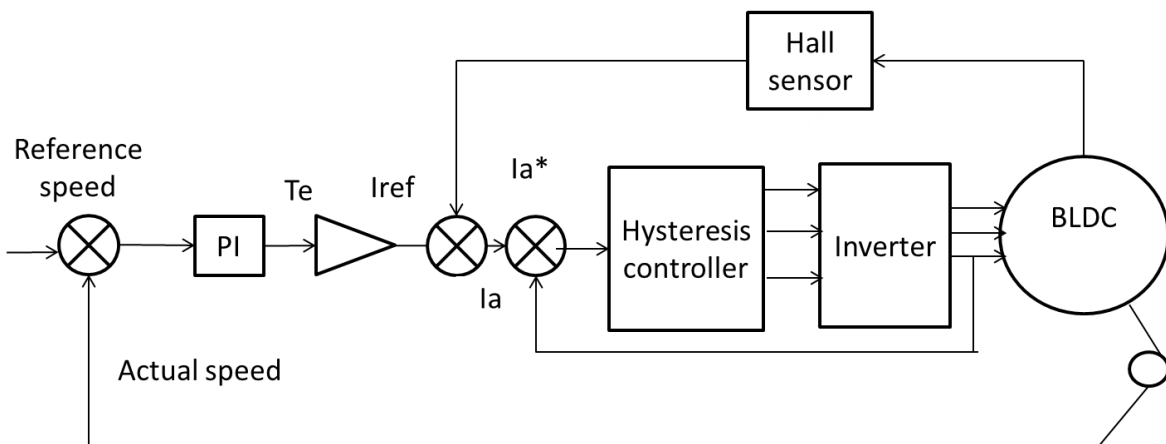 Hall
sensor
Reference
speed
Te
Iref
Ia*
PI
Ia
Hysteresis
controller
Inverter
BLDC
Actual speed